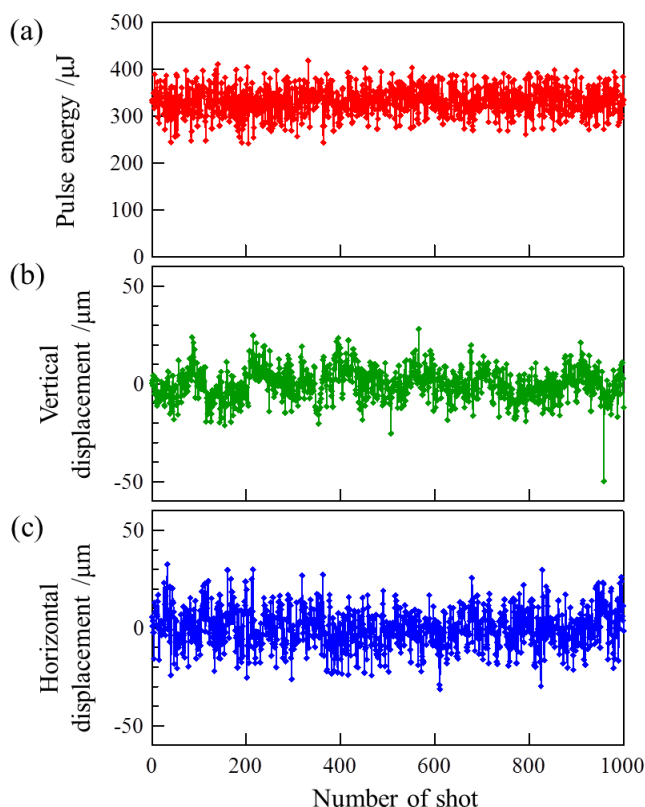 (a)
Pulse energy /μJ
500
400
300
200
100
0
(b)
Vertical
displacement /μm
50
0
-50
(c)
Horizontal
displacement /μm
50
0
-50
0
200
400
600
800
1000
Number of shot